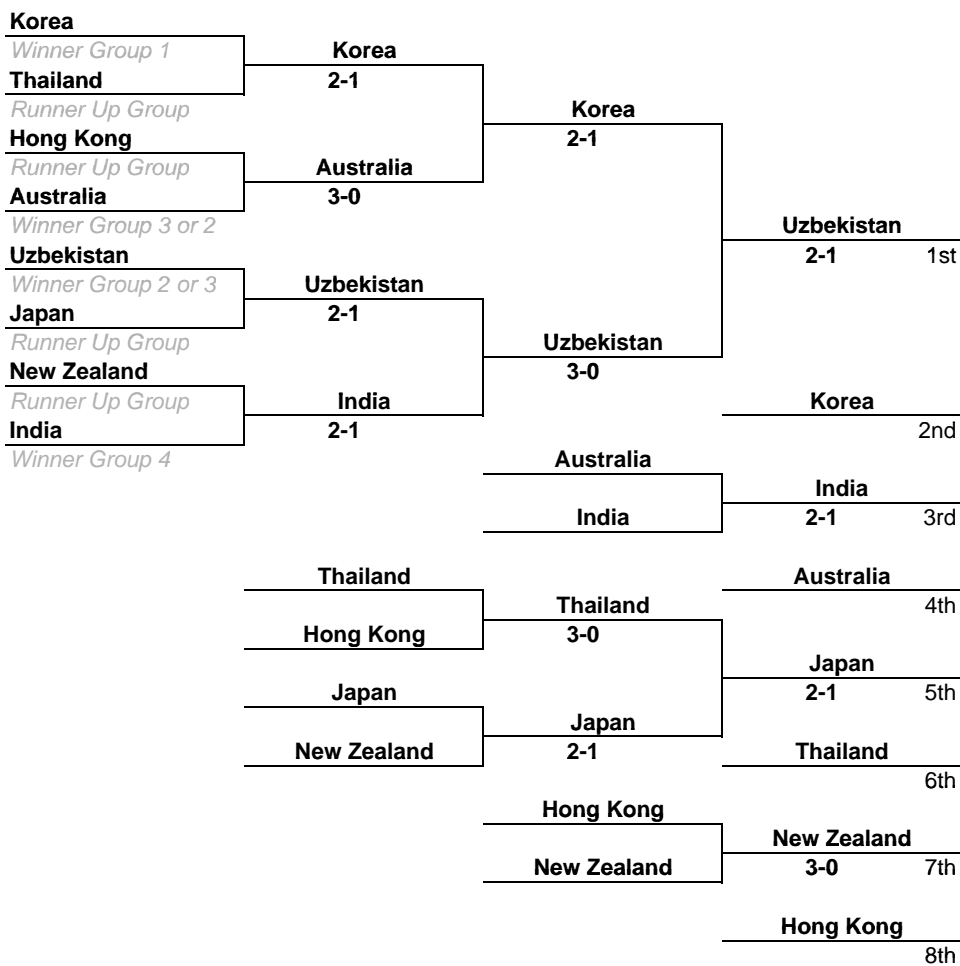 Korea
Winner Group 1 Korea
Thailand 2-1
Runner Up Group Korea
Hong Kong 2-1
Runner Up Group Australia
Australia 3-0
Winner Group 3 or 2 Uzbekistan
Uzbekistan 2-1 1st
Winner Group 2 or 3 Uzbekistan
Japan 2-1
Runner Up Group Uzbekistan
New Zealand 3-0
Runner Up Group India Korea
India 2-1 2nd
Winner Group 4 Australia
India
India 2-1 3rd
Thailand Australia
Thailand 4th
Hong Kong 3-0
Japan
Japan 2-1 5th
Japan
New Zealand 2-1 Thailand
6th
Hong Kong
New Zealand
New Zealand 3-0 7th
Hong Kong
8th